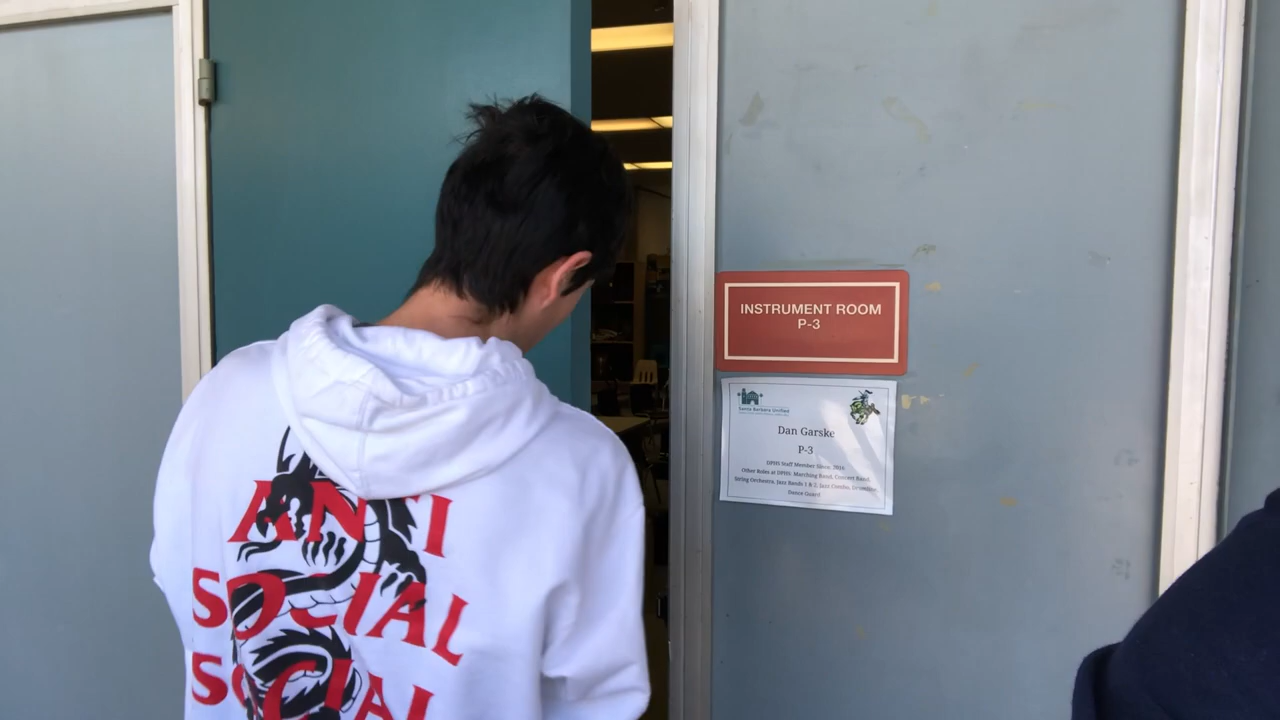 INSTRUMENT ROOM
P-3
Santa Barbara Unified
Dan Garske
P-3
DPHS Staff Member Since: 2016
Other Roles at DPHS: Marching Band, Concert Band,
String Orchestra, Jazz Bands 1 & 2, Jazz Combo, Drumline,
Dance Guard
ANTI
SOCIAL
SOCIAL